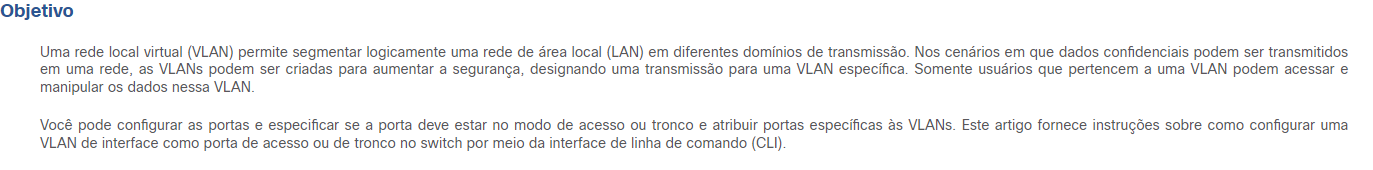 Objetivo
Uma rede local virtual (VLAN) permite segmentar logicamente uma rede de área local (LAN) em diferentes domínios de transmissão. Nos cenários em que dados confidenciais podem ser transmitidos
em uma rede, as VLANs podem ser criadas para aumentar a segurança, designando uma transmissão para uma VLAN específica. Somente usuários que pertencem a uma VLAN podem acessar e
manipular os dados nessa VLAN.
Você pode configurar as portas e especificar se a porta deve estar no modo de acesso ou tronco e atribuir portas específicas às VLANs. Este artigo fornece instruções sobre como configurar uma
VLAN de interface como porta de acesso ou de tronco no switch por meio da interface de linha de comando (CLI).